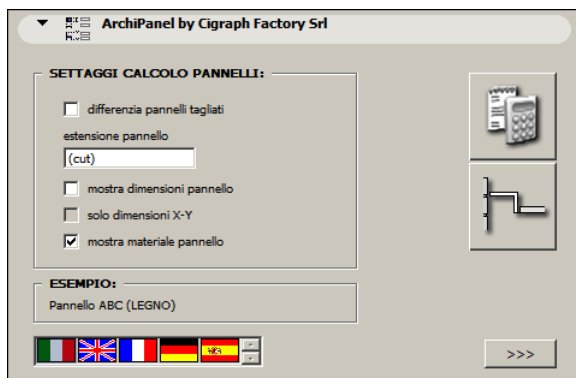 ArchiPanel by Cigraph Factory Srl
SETTAGGI CALCOLO PANNELLI:
differenzia pannelli tagliati
estensione pannello
(cut)
mostra dimensioni pannello
solo dimensioni X-Y
mostra materiale pannello
ESEMPIO:
Pannello ABC (LEGNO)
>>>